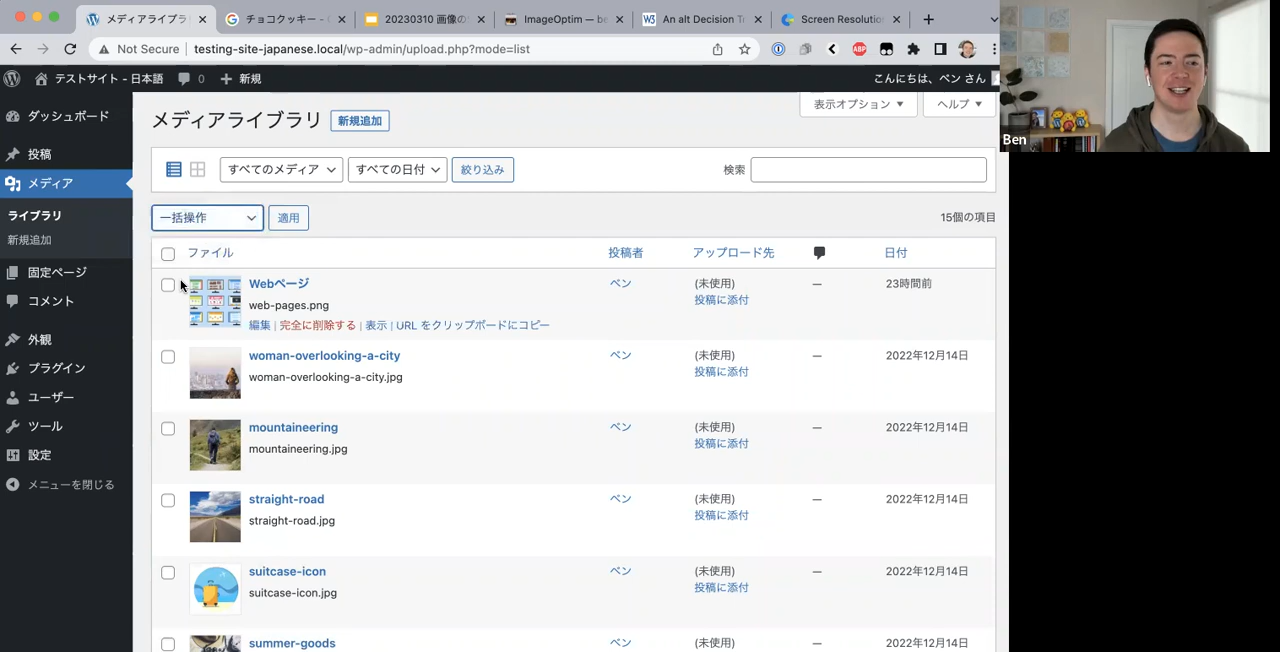 メディアライブラ
チョコクッキー -
20230310 画像の
ImageOptim — be
An alt Decision T
Screen Resolutio
Not Secure
testing-site-japanese.local/wp-admin/upload.php?mode=list
ABP
テストサイト - 日本語
0
新規
こんにちは、ベン さん
Ben
ダッシュボード
投稿
メディア
ライブラリ
新規追加
固定ページ
コメント
外観
プラグイン
ユーザー
ツール
設定
メニューを閉じる
表示オプション
ヘルプ
メディアライブラリ
新規追加
すべてのメディア
すべての日付
絞り込み
検索
一括操作
適用
15個の項目
ファイル
投稿者
アップロード先
日付
Webページ
ベン
(未使用)
—
23時間前
web-pages.png
投稿に添付
編集 | 完全に削除する | 表示 | URL をクリップボードにコピー
woman-overlooking-a-city
ベン
(未使用)
—
2022年12月14日
woman-overlooking-a-city.jpg
投稿に添付
mountaineering
ベン
(未使用)
—
2022年12月14日
mountaineering.jpg
投稿に添付
straight-road
ベン
(未使用)
—
2022年12月14日
straight-road.jpg
投稿に添付
suitcase-icon
ベン
(未使用)
—
2022年12月14日
suitcase-icon.jpg
投稿に添付
summer-goods
ベン
(未使用)
—
2022年12月14日